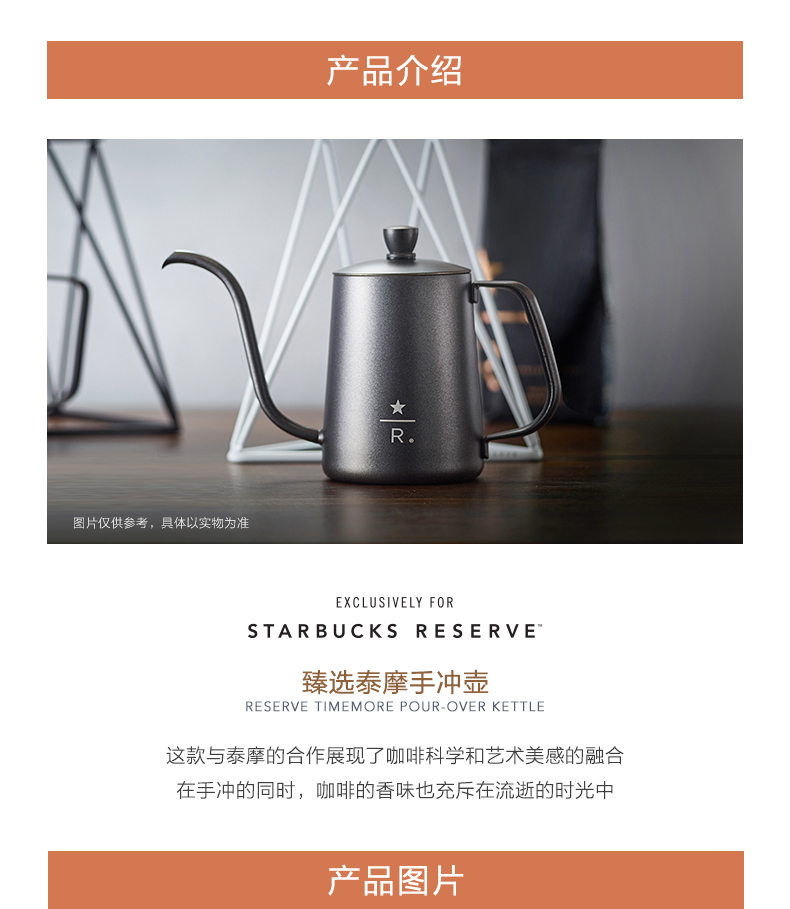 产品介绍
R
图片仅供参考，具体以实物为准
EXCLUSIVELY FOR
STARBUCKS RESERVE™
臻选泰摩手冲壶
RESERVE TIMEMORE POUR-OVER KETTLE
这款与泰摩的合作展现了咖啡科学和艺术美感的融合
在手冲的同时，咖啡的香味也充斥在流逝的时光中
产品图片